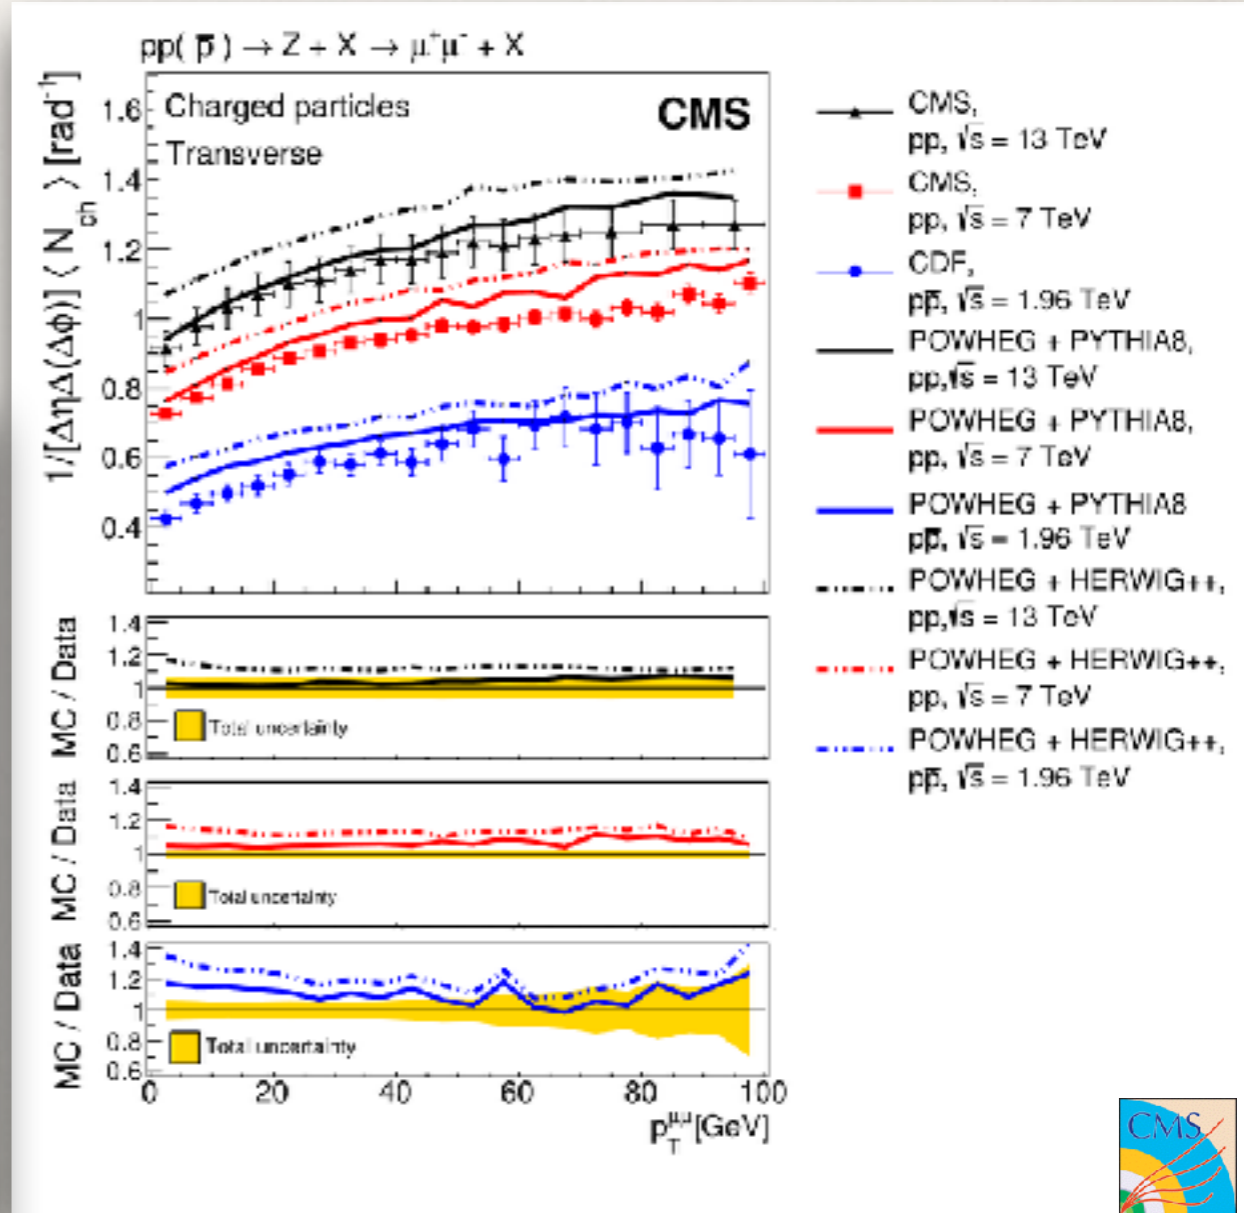 pp( p̅ ) → Z + X → μ⁺μ⁻ + X
1/[ΔηΔ(Δϕ)] ⟨ N_ch ⟩ [rad⁻¹]
Charged particles
CMS
Transverse
1.6
1.4
1.2
1
0.8
0.6
0.4
MC / Data
1.4
1.2
1
0.8
0.6
Total uncertainty
MC / Data
1.4
1.2
1
0.8
0.6
Total uncertainty
MC / Data
1.4
1.2
1
0.8
0.6
Total uncertainty
0 20 40 60 80 100
p_T^μμ [GeV]
CMS,
pp, √s = 13 TeV
CMS,
pp, √s = 7 TeV
CDF,
pp̅, √s = 1.96 TeV
POWHEG + PYTHIA8,
pp,√s = 13 TeV
POWHEG + PYTHIA8,
pp, √s = 7 TeV
POWHEG + PYTHIA8
pp̅, √s = 1.96 TeV
POWHEG + HERWIG++,
pp,√s = 13 TeV
POWHEG + HERWIG++,
pp, √s = 7 TeV
POWHEG + HERWIG++,
pp̅, √s = 1.96 TeV
CMS